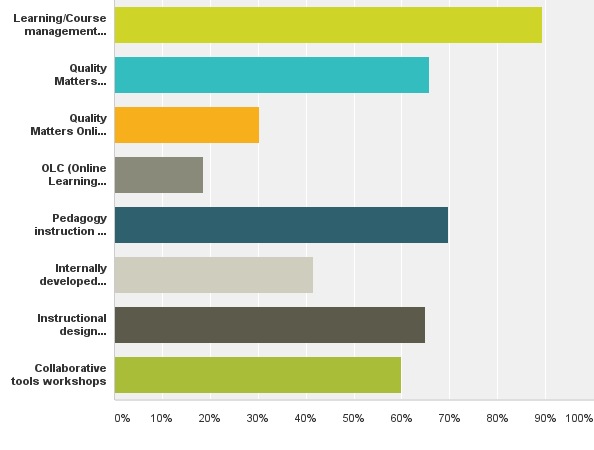 Learning/Course
management...
Quality
Matters...
Quality
Matters Onli...
OLC (Online
Learning...
Pedagogy
instruction ...
Internally
developed...
Instructional
design...
Collaborative
tools workshops
0% 10% 20% 30% 40% 50% 60% 70% 80% 90% 100%